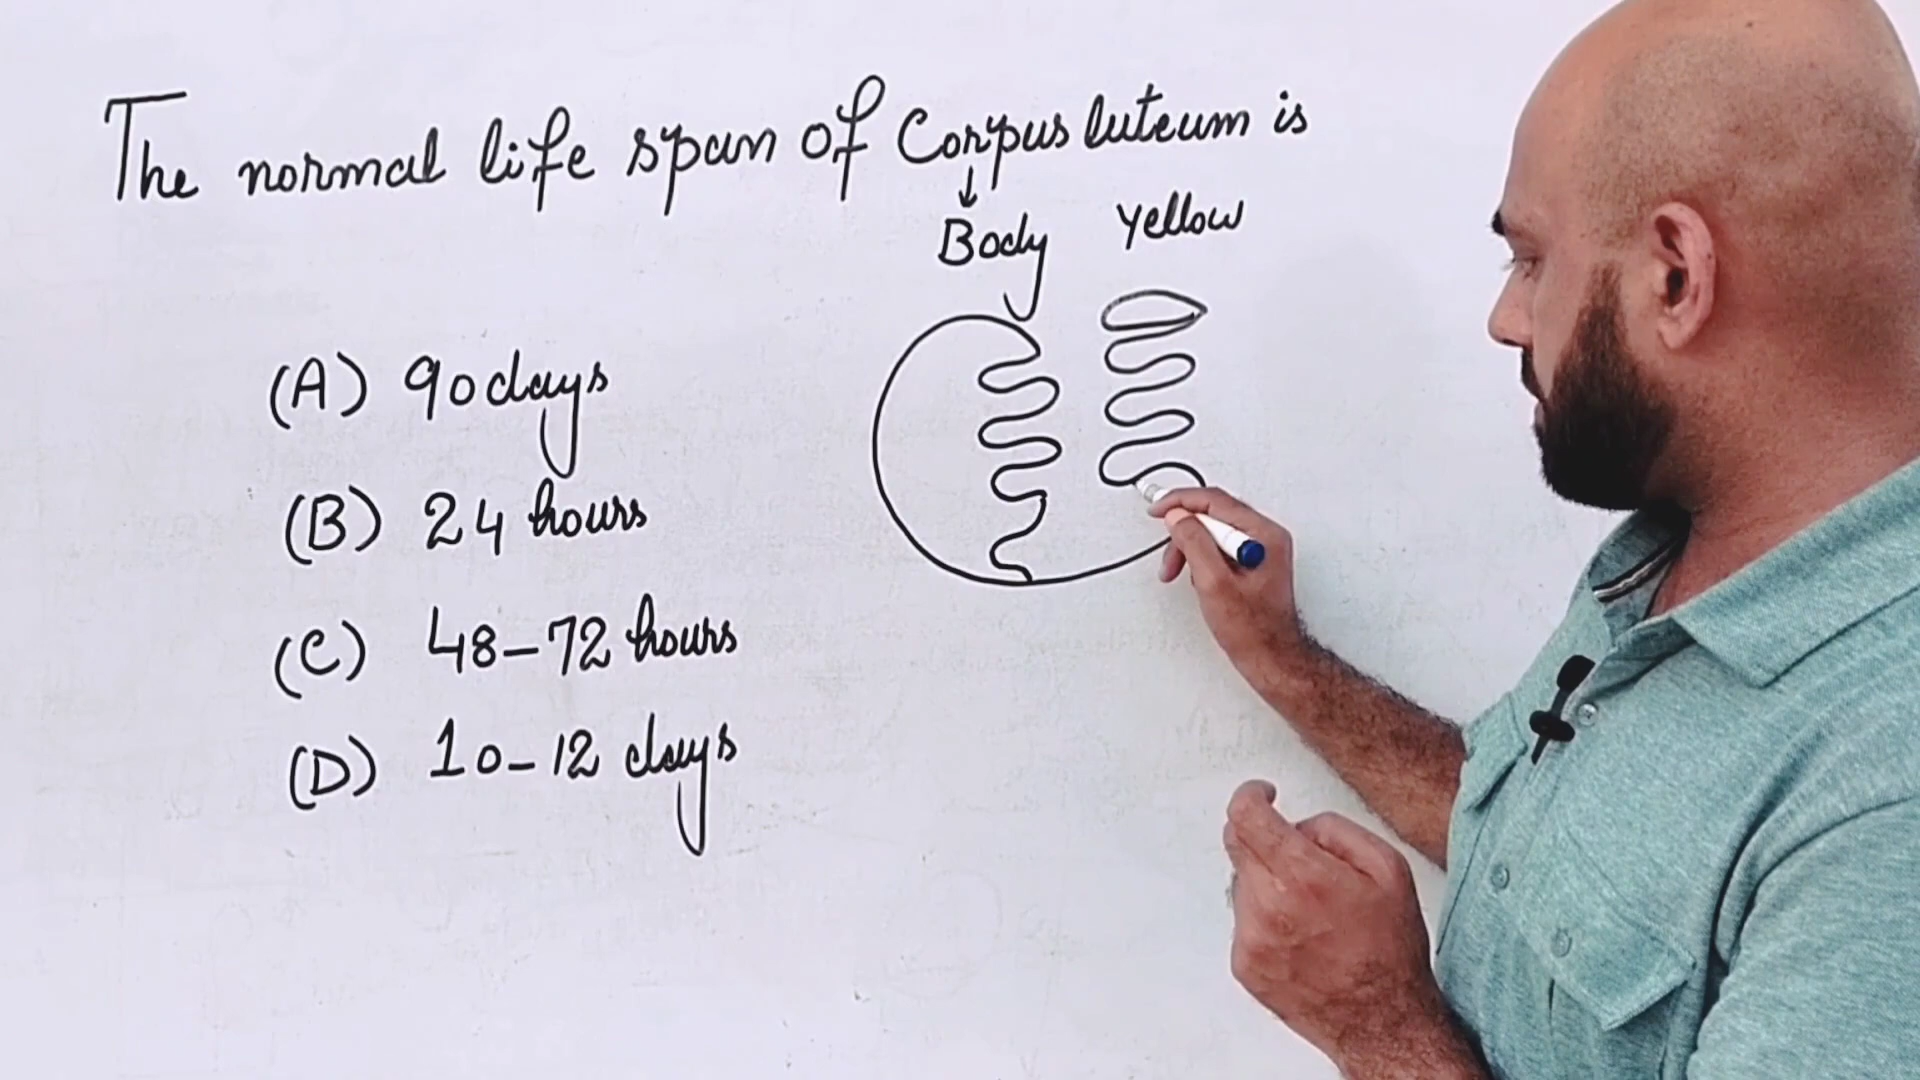 The normal life span of Corpus luteum is
↓
Body Yellow
(A) 90 days
(B) 24 hours
(C) 48-72 hours
(D) 10-12 days